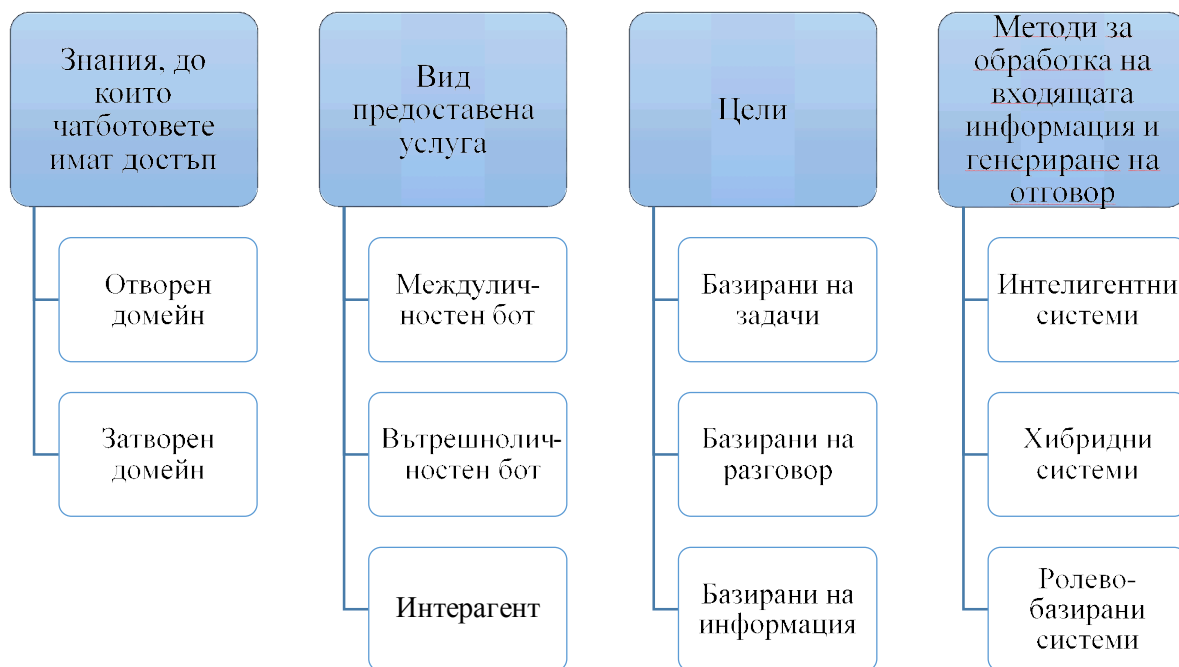 Знания, до
които
чатботовете
имат достъп
Отворен
домейн
Затворен
домейн
Вид
предоставена
услуга
Междулич-
ностен бот
Вътрешнолич-
ностен бот
Интерагент
Цели
Базирани на
задачи
Базирани на
разговор
Базирани на
информация
Методи за
обработка на
входящата
информация и
генериране на
отговор
Интелигентни
системи
Хибридни
системи
Ролево-
базирани
системи